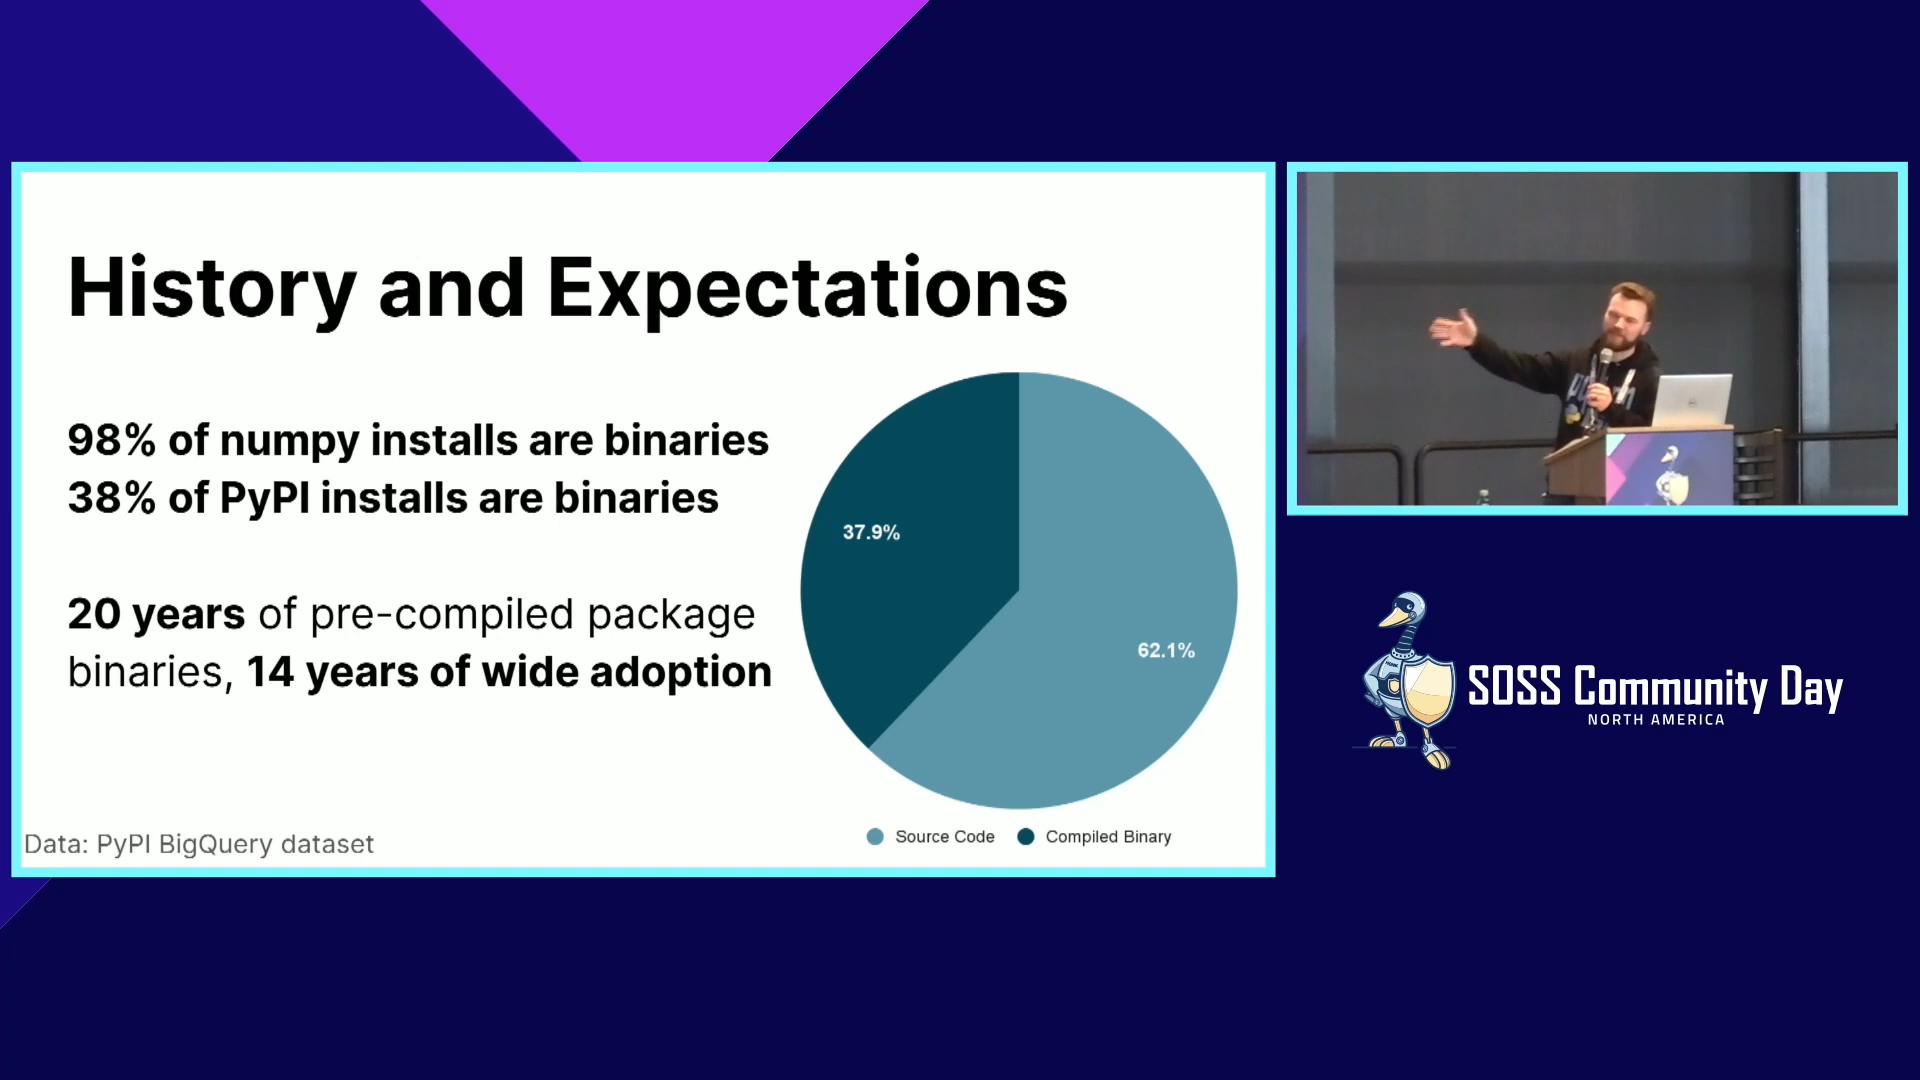 History and Expectations
98% of numpy installs are binaries
38% of PyPI installs are binaries
20 years of pre-compiled package
binaries, 14 years of wide adoption
37.9%
62.1%
Source Code
Compiled Binary
Data: PyPI BigQuery dataset
SOSS Community Day
NORTH AMERICA